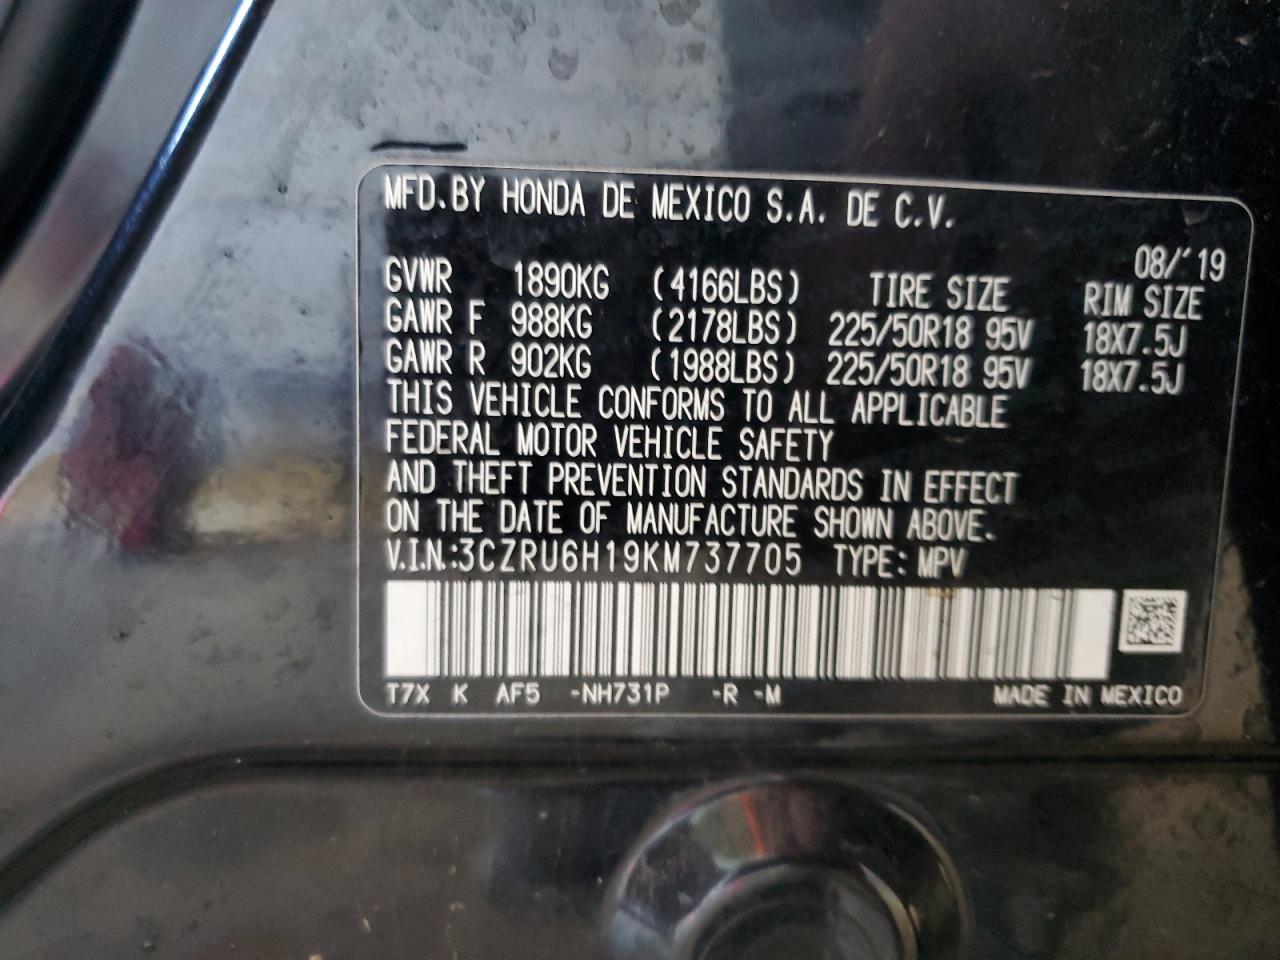 MFD.BY HONDA DE MEXICO S.A. DE C.V.
08/'19
GVWR 1890KG (4166LBS) TIRE SIZE RIM SIZE
GAWR F 988KG (2178LBS) 225/50R18 95V 18X7.5J
GAWR R 902KG (1988LBS) 225/50R18 95V 18X7.5J
THIS VEHICLE CONFORMS TO ALL APPLICABLE
FEDERAL MOTOR VEHICLE SAFETY
AND THEFT PREVENTION STANDARDS IN EFFECT
ON THE DATE OF MANUFACTURE SHOWN ABOVE.
V.I.N.:3CZRU6H19KM737705 TYPE: MPV
T7X K AF5 -NH731P -R -M MADE IN MEXICO